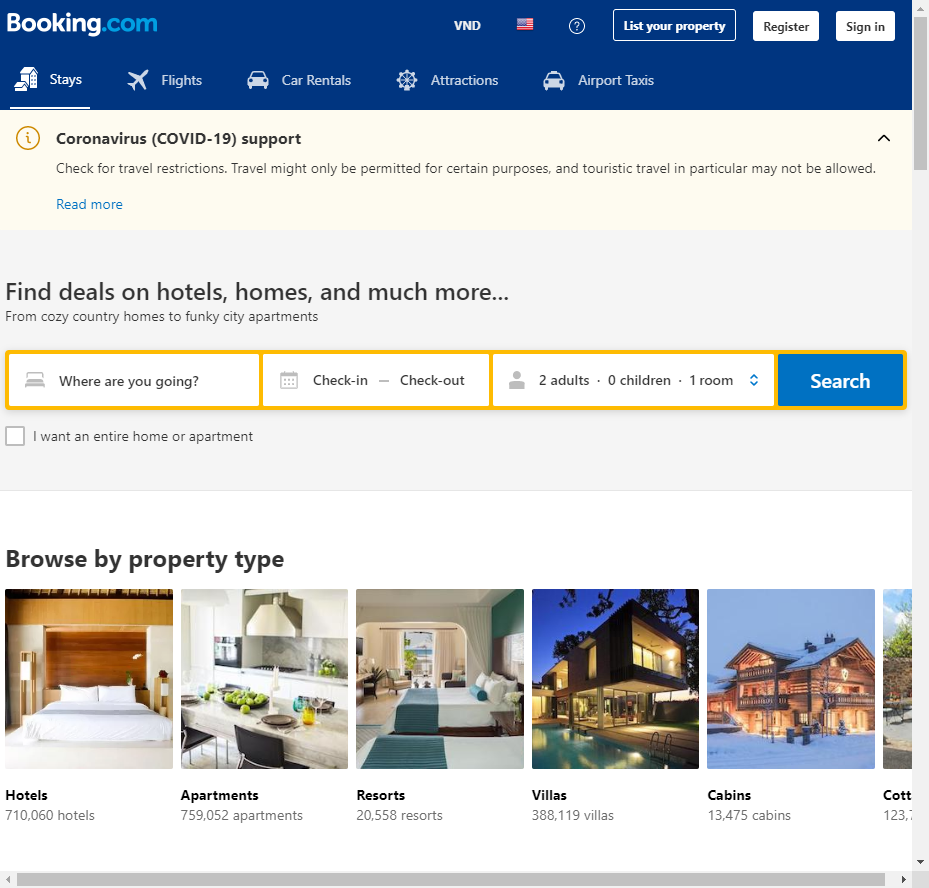 Booking.com
VND
List your property
Register
Sign in
Stays
Flights
Car Rentals
Attractions
Airport Taxis
Coronavirus (COVID-19) support
Check for travel restrictions. Travel might only be permitted for certain purposes, and touristic travel in particular may not be allowed.
Read more
Find deals on hotels, homes, and much more...
From cozy country homes to funky city apartments
Where are you going?
Check-in — Check-out
2 adults · 0 children · 1 room
Search
I want an entire home or apartment
Browse by property type
Hotels
710,060 hotels
Apartments
759,052 apartments
Resorts
20,558 resorts
Villas
388,119 villas
Cabins
13,475 cabins
Cott
123,7